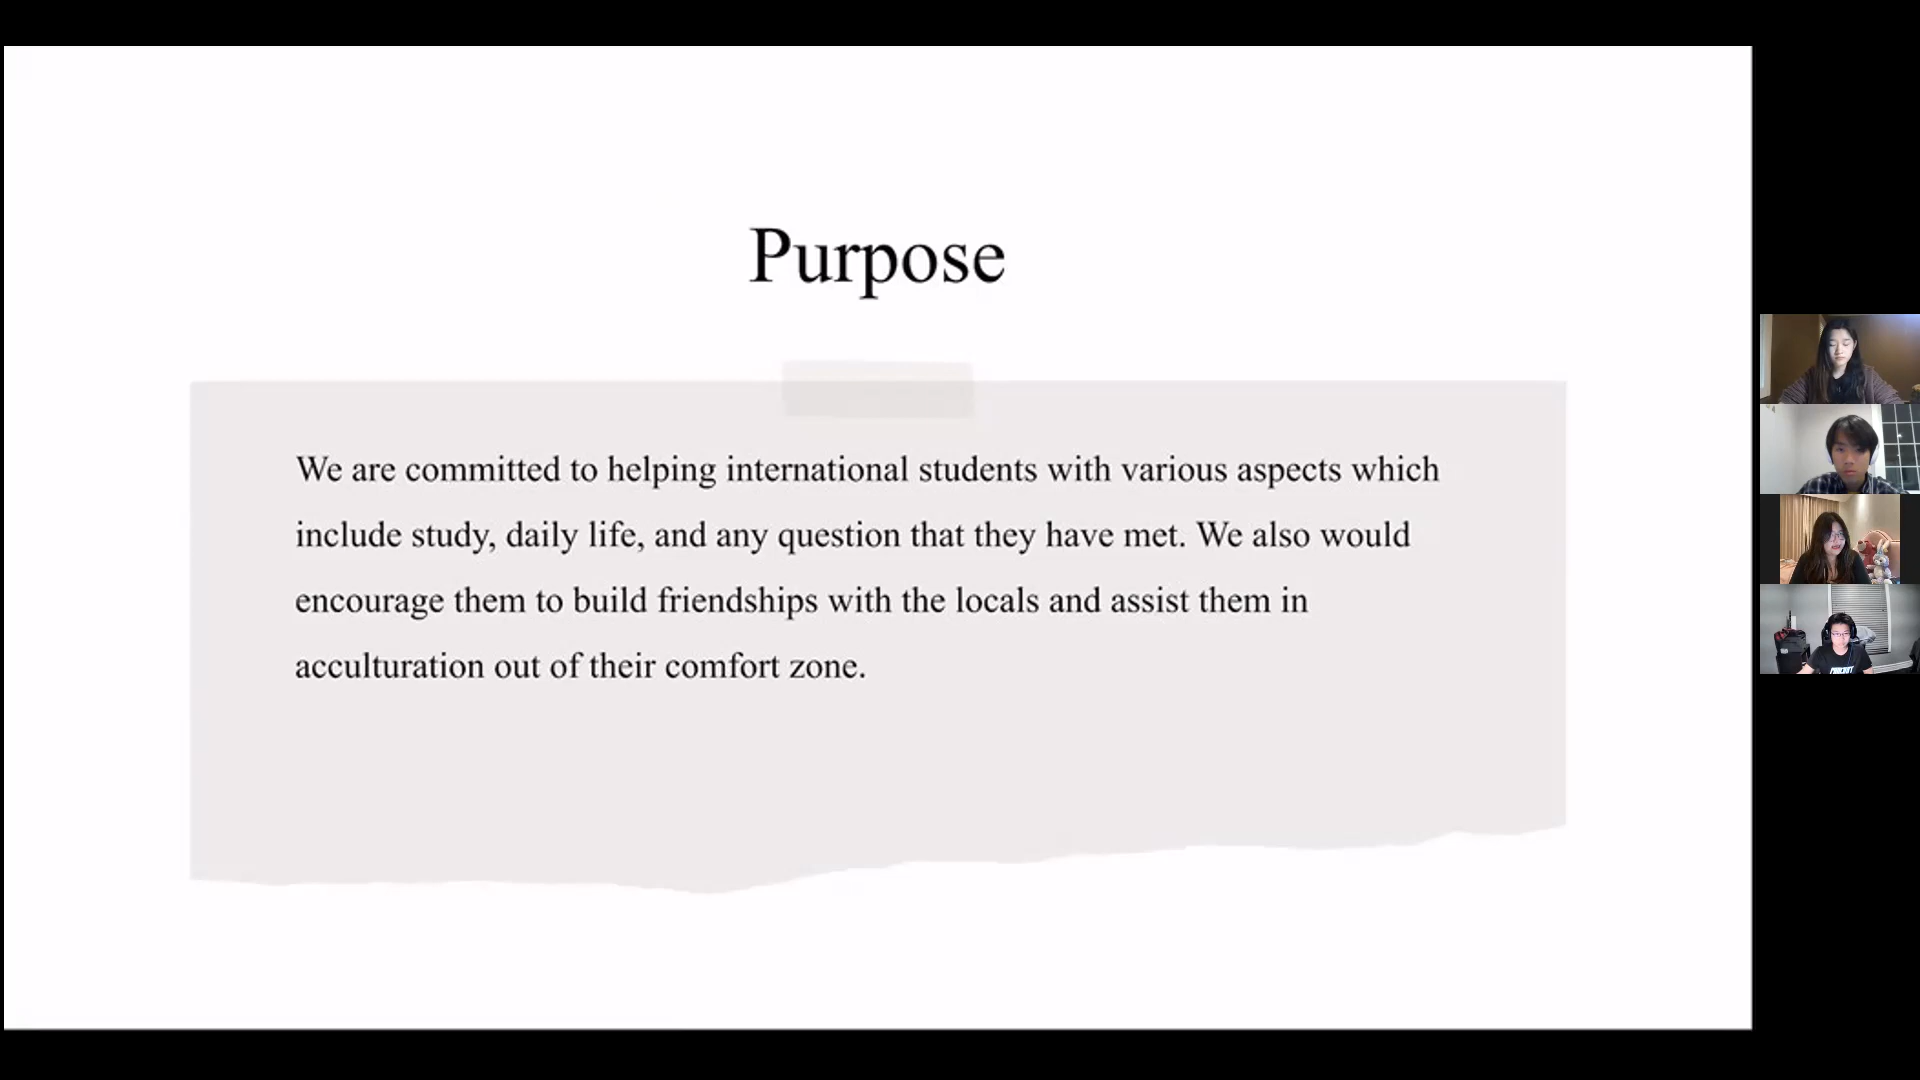 Purpose
We are committed to helping international students with various aspects which
include study, daily life, and any question that they have met. We also would
encourage them to build friendships with the locals and assist them in
acculturation out of their comfort zone.